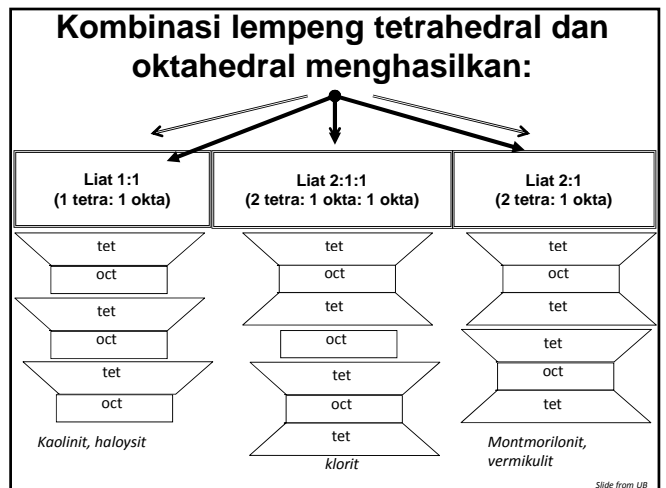 Kombinasi lempeng tetrahedral dan
oktahedral menghasilkan:
Liat 1:1
(1 tetra: 1 okta)
Liat 2:1:1
(2 tetra: 1 okta: 1 okta)
Liat 2:1
(2 tetra: 1 okta)
tet
oct
tet
oct
tet
oct
Kaolinit, haloysit
tet
oct
tet
oct
tet
oct
tet
klorit
tet
oct
tet
tet
oct
tet
Montmorilonit,
vermikulit
Slide from UB